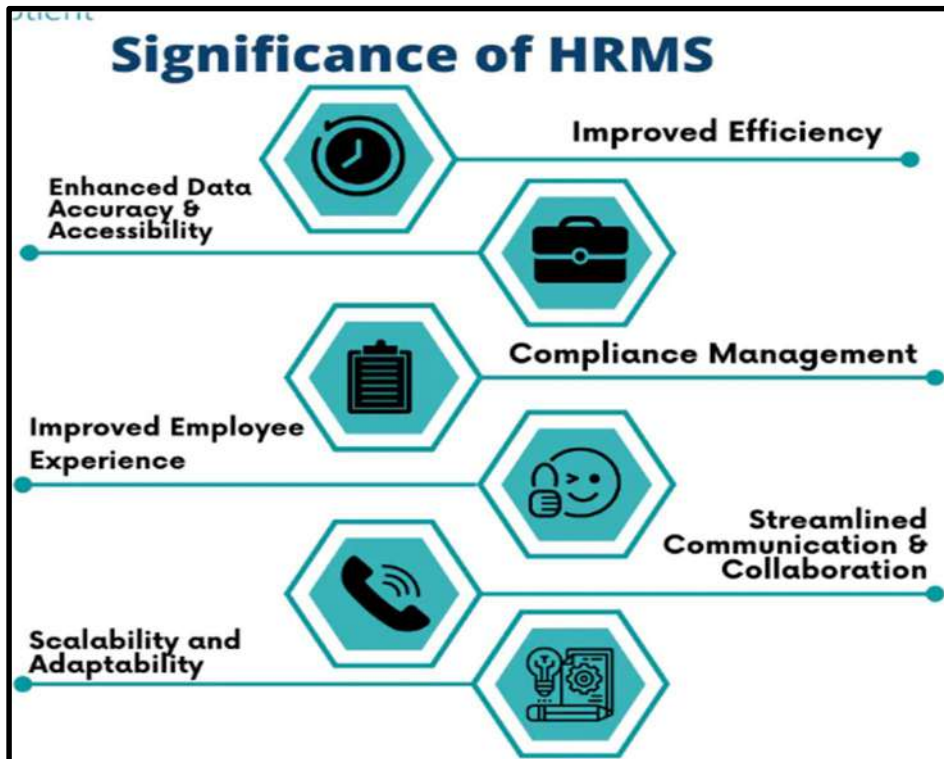 Significance of HRMS
Improved Efficiency
Enhanced Data
Accuracy &
Accessibility
Compliance Management
Improved Employee
Experience
Streamlined
Communication &
Collaboration
Scalability and
Adaptability